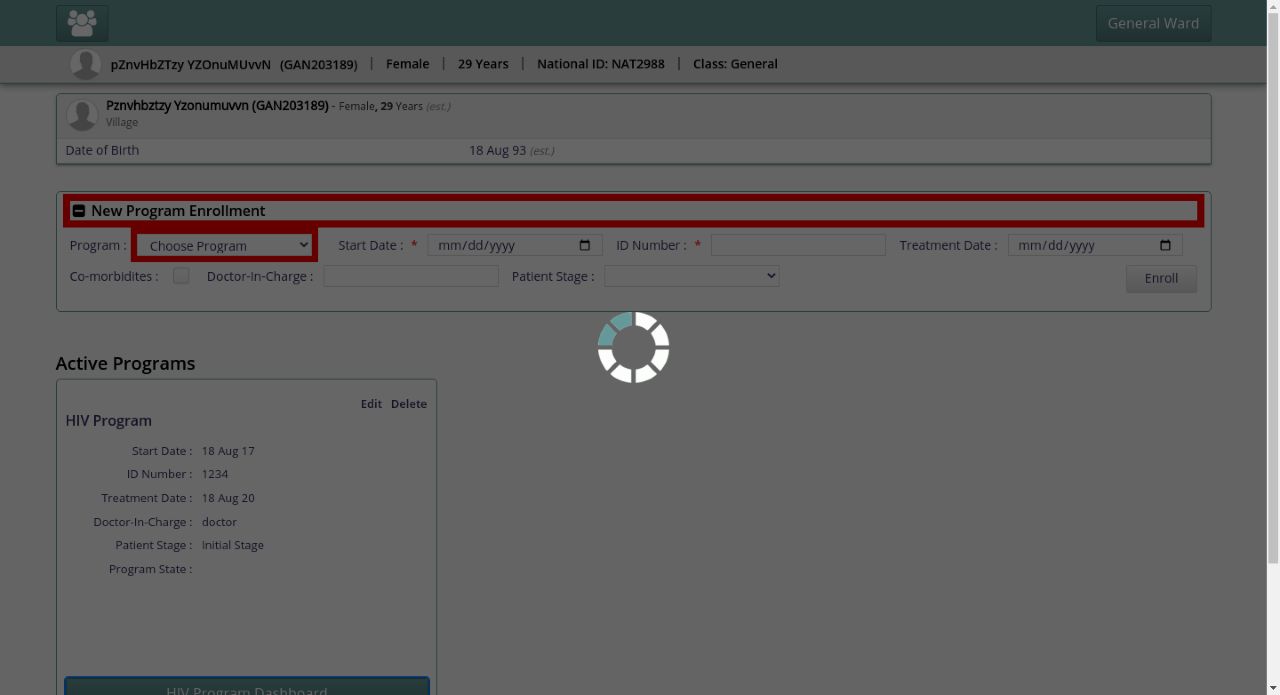 General Ward
pZnvHbZTzy YZOnuMUvvN (GAN203189) | Female | 29 Years | National ID: NAT2988 | Class: General
Pznvhbztzy Yzonumuvvn (GAN203189) - Female, 29 Years (est.)
Village
Date of Birth 18 Aug 93 (est.)
New Program Enrollment
Program : Choose Program Start Date : * mm/dd/yyyy ID Number : * Treatment Date : mm/dd/yyyy
Co-morbidites : Doctor-In-Charge : Patient Stage : Enroll
Active Programs
Edit Delete
HIV Program
Start Date : 18 Aug 17
ID Number : 1234
Treatment Date : 18 Aug 20
Doctor-In-Charge : doctor
Patient Stage : Initial Stage
Program State :
HIV Program Dashboard